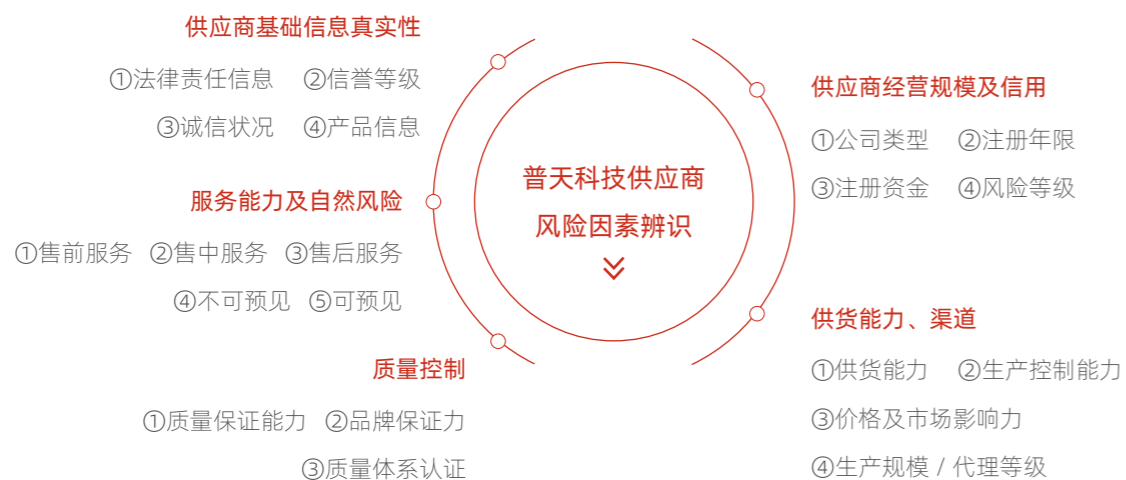 供应商基础信息真实性
①法律责任信息 ②信誉等级
③诚信状况 ④产品信息
服务能力及自然风险
①售前服务 ②售中服务 ③售后服务
④不可预见 ⑤可预见
质量控制
①质量保证能力 ②品牌保证力
③质量体系认证
普天科技供应商
风险因素辨识
供应商经营规模及信用
①公司类型 ②注册年限
③注册资金 ④风险等级
供货能力、渠道
①供货能力 ②生产控制能力
③价格及市场影响力
④生产规模 / 代理等级